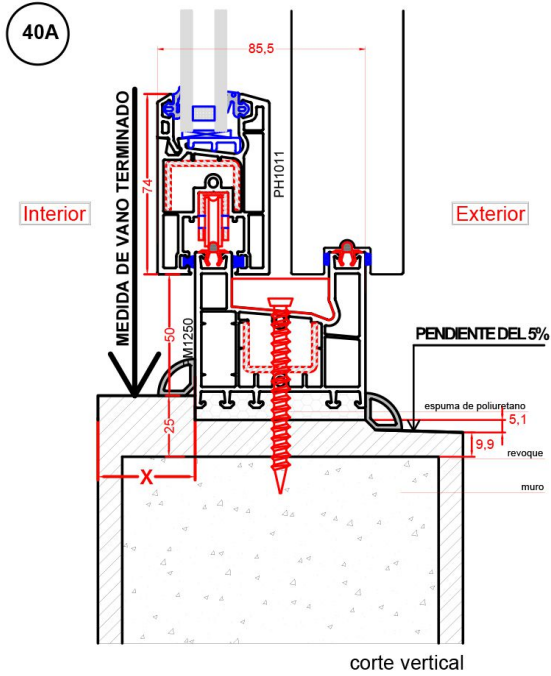 40A
85,5
MEDIDA DE VANO TERMINADO
74
PH1011
Interior
Exterior
50
M1250
PENDIENTE DEL 5%
espuma de poliuretano
5,1
25
9,9
revoque
X
muro
corte vertical